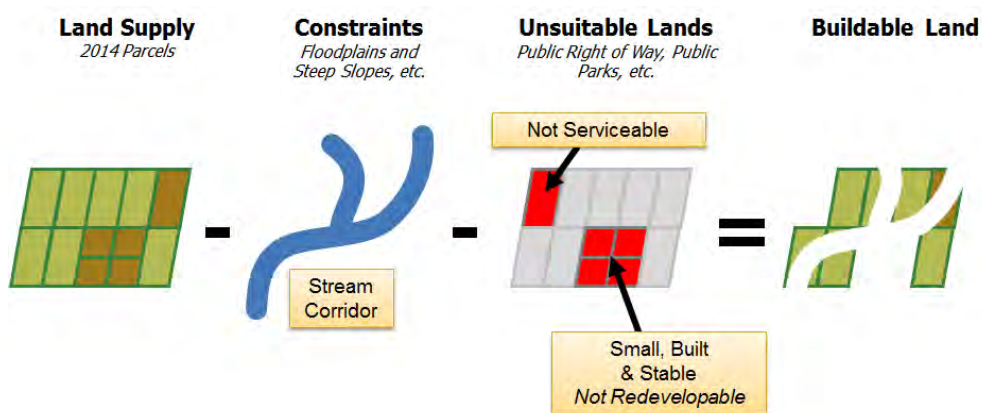 Land Supply
2014 Parcels
Constraints
Floodplains and
Steep Slopes, etc.
Unsuitable Lands
Public Right of Way, Public
Parks, etc.
Buildable Land
Not Serviceable
Stream
Corridor
Small, Built
& Stable
Not Redevelopable